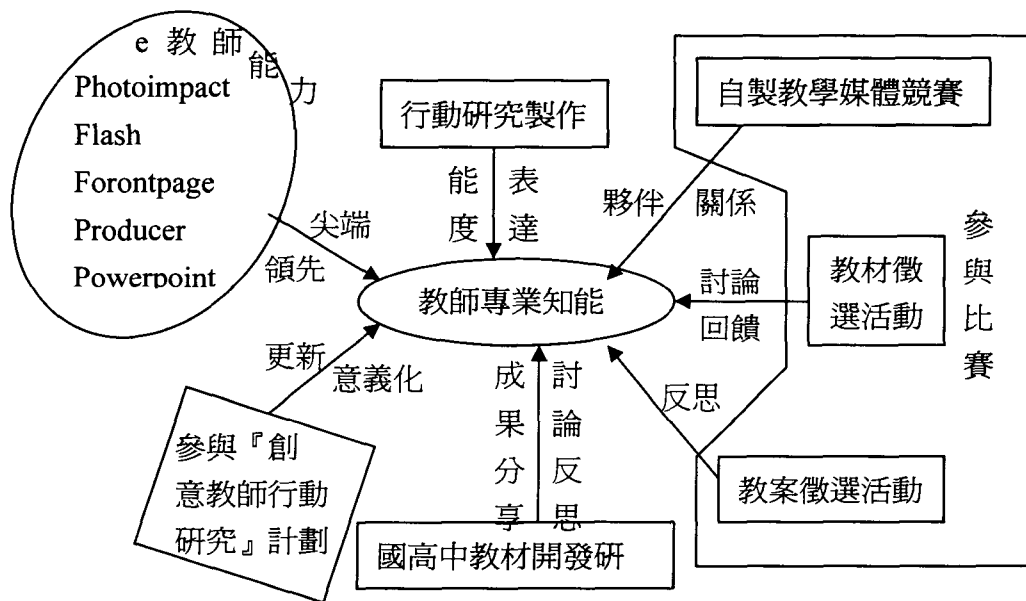 e 教師能力
Photoimpact
Flash
Forontpage
Producer
Powerpoint
尖端
領先
行動研究製作
能度
表達
自製教學媒體競賽
夥伴
關係
教材徵
選活動
討論
回饋
參與比賽
教師專業知能
更新
意義化
參與『創
意教師行動
研究』計劃
成果分享
討論反思
反思
教案徵選活動
國高中教材開發研